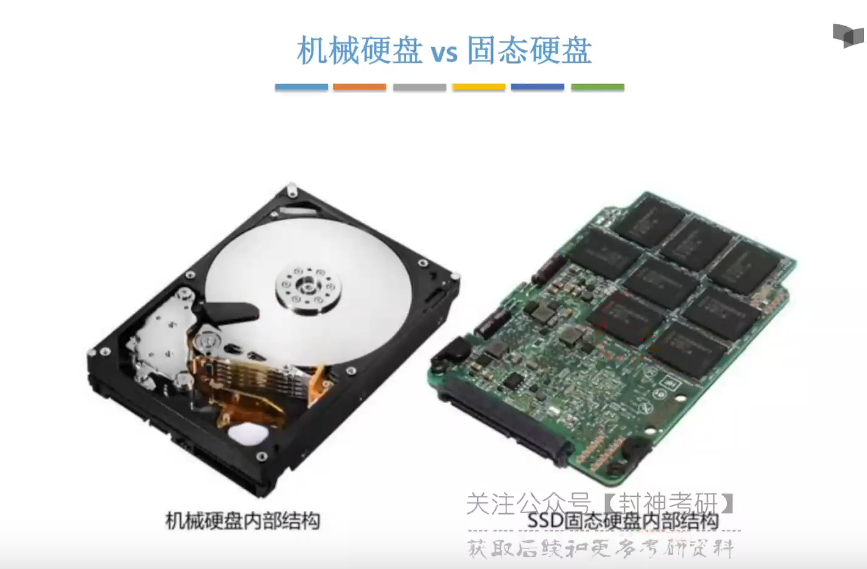 机械硬盘 vs 固态硬盘
机械硬盘内部结构
关注公众号【封神考研】
SSD固态硬盘内部结构
获取后续和更多考研资料